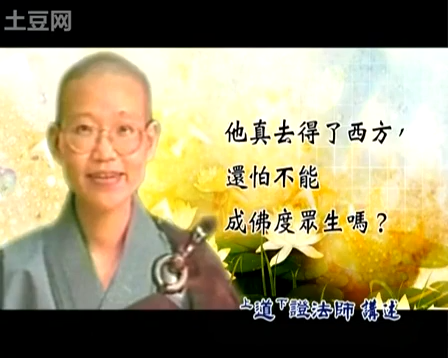 土豆网
他真去得了西方，
還怕不能
成佛度眾生嗎？
上道下證法師 講述